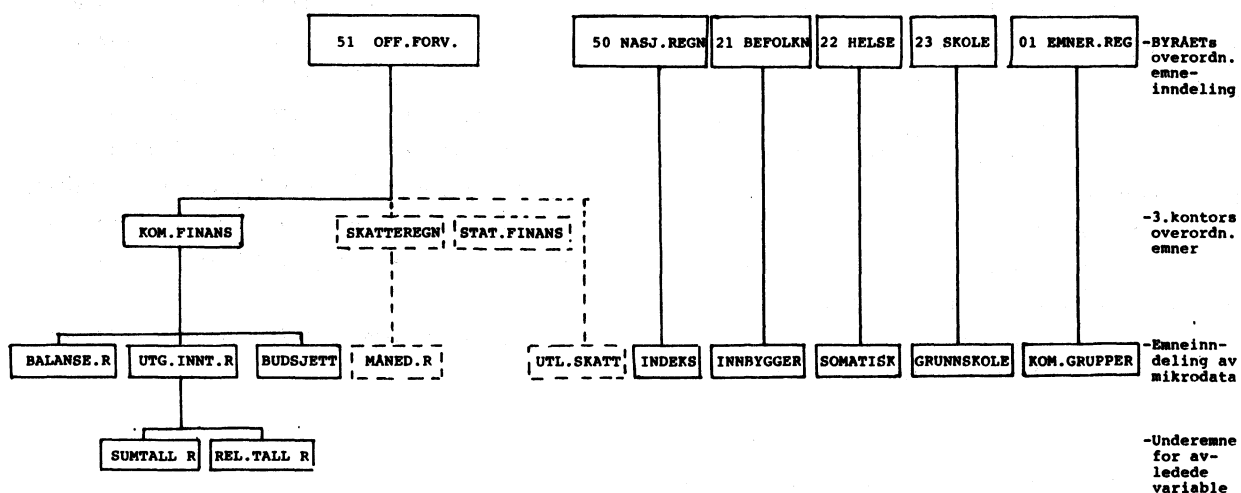 51 OFF.FORV.
50 NASJ.REGN
21 BEFOLKN
22 HELSE
23 SKOLE
01 EMNER.REG
-BYRÅETs
overordn.
emne-
inndeling
KOM.FINANS
SKATTEREGN
STAT.FINANS
-3.kontors
overordn.
emner
BALANSE.R
UTG.INNT.R
BUDSJETT
MÅNED.R
UTL.SKATT
INDEKS
INNBYGGER
SOMATISK
GRUNNSKOLE
KOM.GRUPPER
-Emneinn-
deling av
mikrodata
SUMTALL R
REL.TALL R
-Underemne
for av-
ledede
variable